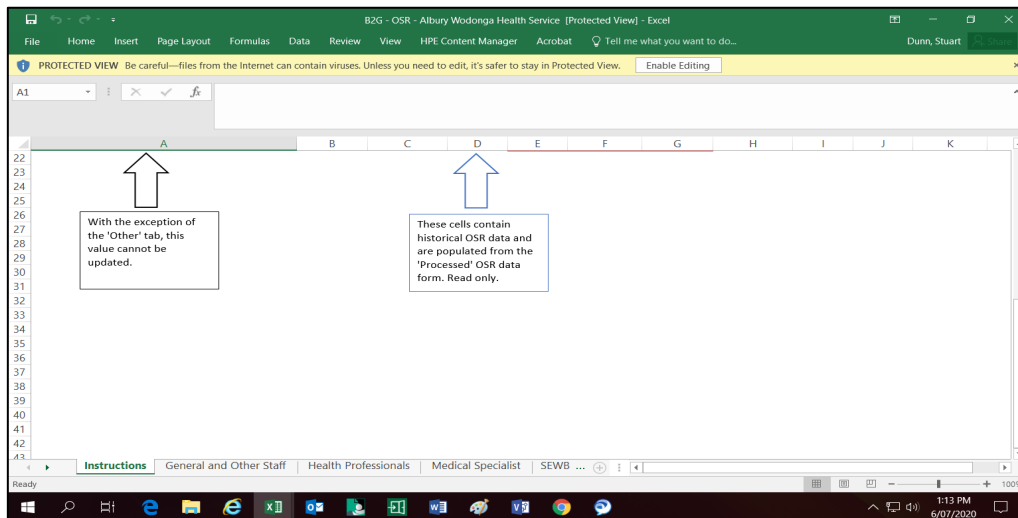 B2G - OSR - Albury Wodonga Health Service [Protected View] - Excel
File Home Insert Page Layout Formulas Data Review View HPE Content Manager Acrobat Tell me what you want to do... Dunn, Stuart Share
PROTECTED VIEW Be careful—files from the Internet can contain viruses. Unless you need to edit, it's safer to stay in Protected View. Enable Editing
A1 fx
A B C D E F G H I J K
22
23
24
25
26
With the exception of
the 'Other' tab, this
value cannot be
updated.
These cells contain
historical OSR data and
are populated from the
'Processed' OSR data
form. Read only.
27
28
29
30
31
32
33
34
35
36
37
38
39
40
41
42
43
Instructions General and Other Staff Health Professionals Medical Specialist SEWB ...
Ready 100%
1:13 PM
6/07/2020